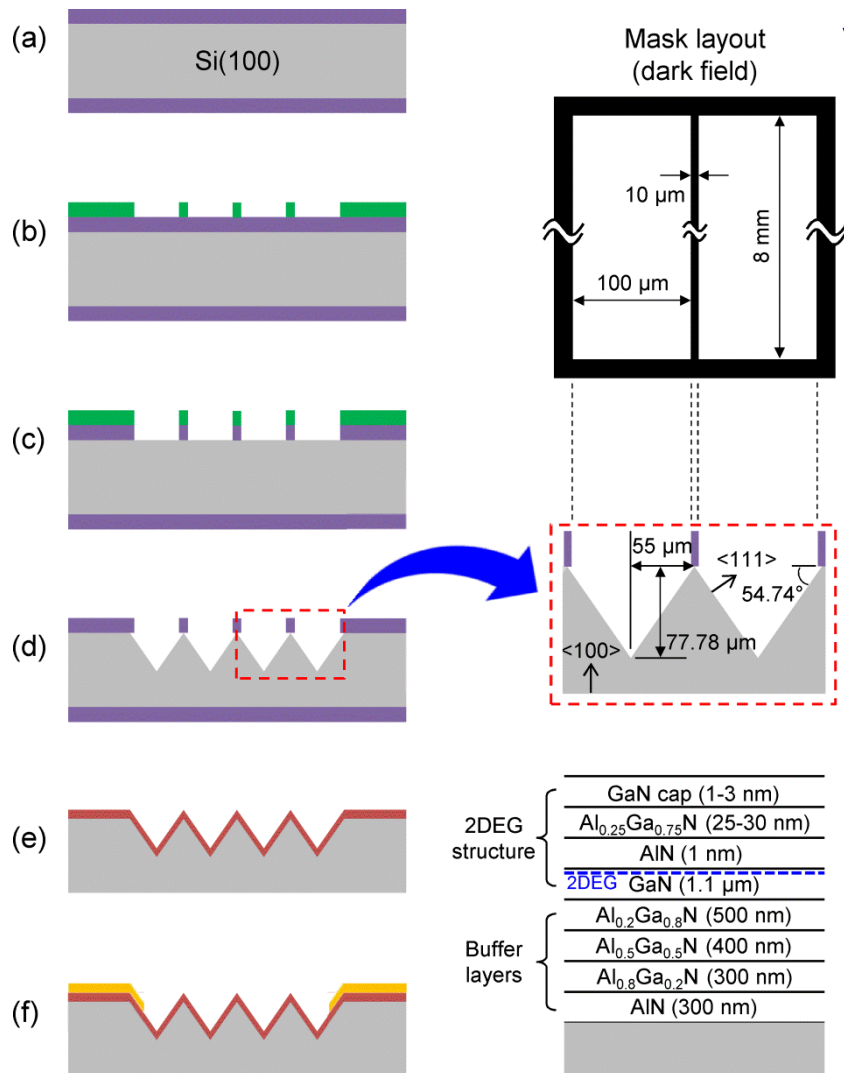 (a)
Si(100)
Mask layout
(dark field)
(b)
10 µm
8 mm
100 µm
(c)
55 µm
<111>
54.74°
77.78 µm
<100>
(d)
(e)
2DEG
structure
GaN cap (1-3 nm)
Al0.25Ga0.75N (25-30 nm)
AlN (1 nm)
2DEG GaN (1.1 µm)
Buffer
layers
Al0.2Ga0.8N (500 nm)
Al0.5Ga0.5N (400 nm)
Al0.8Ga0.2N (300 nm)
AlN (300 nm)
(f)